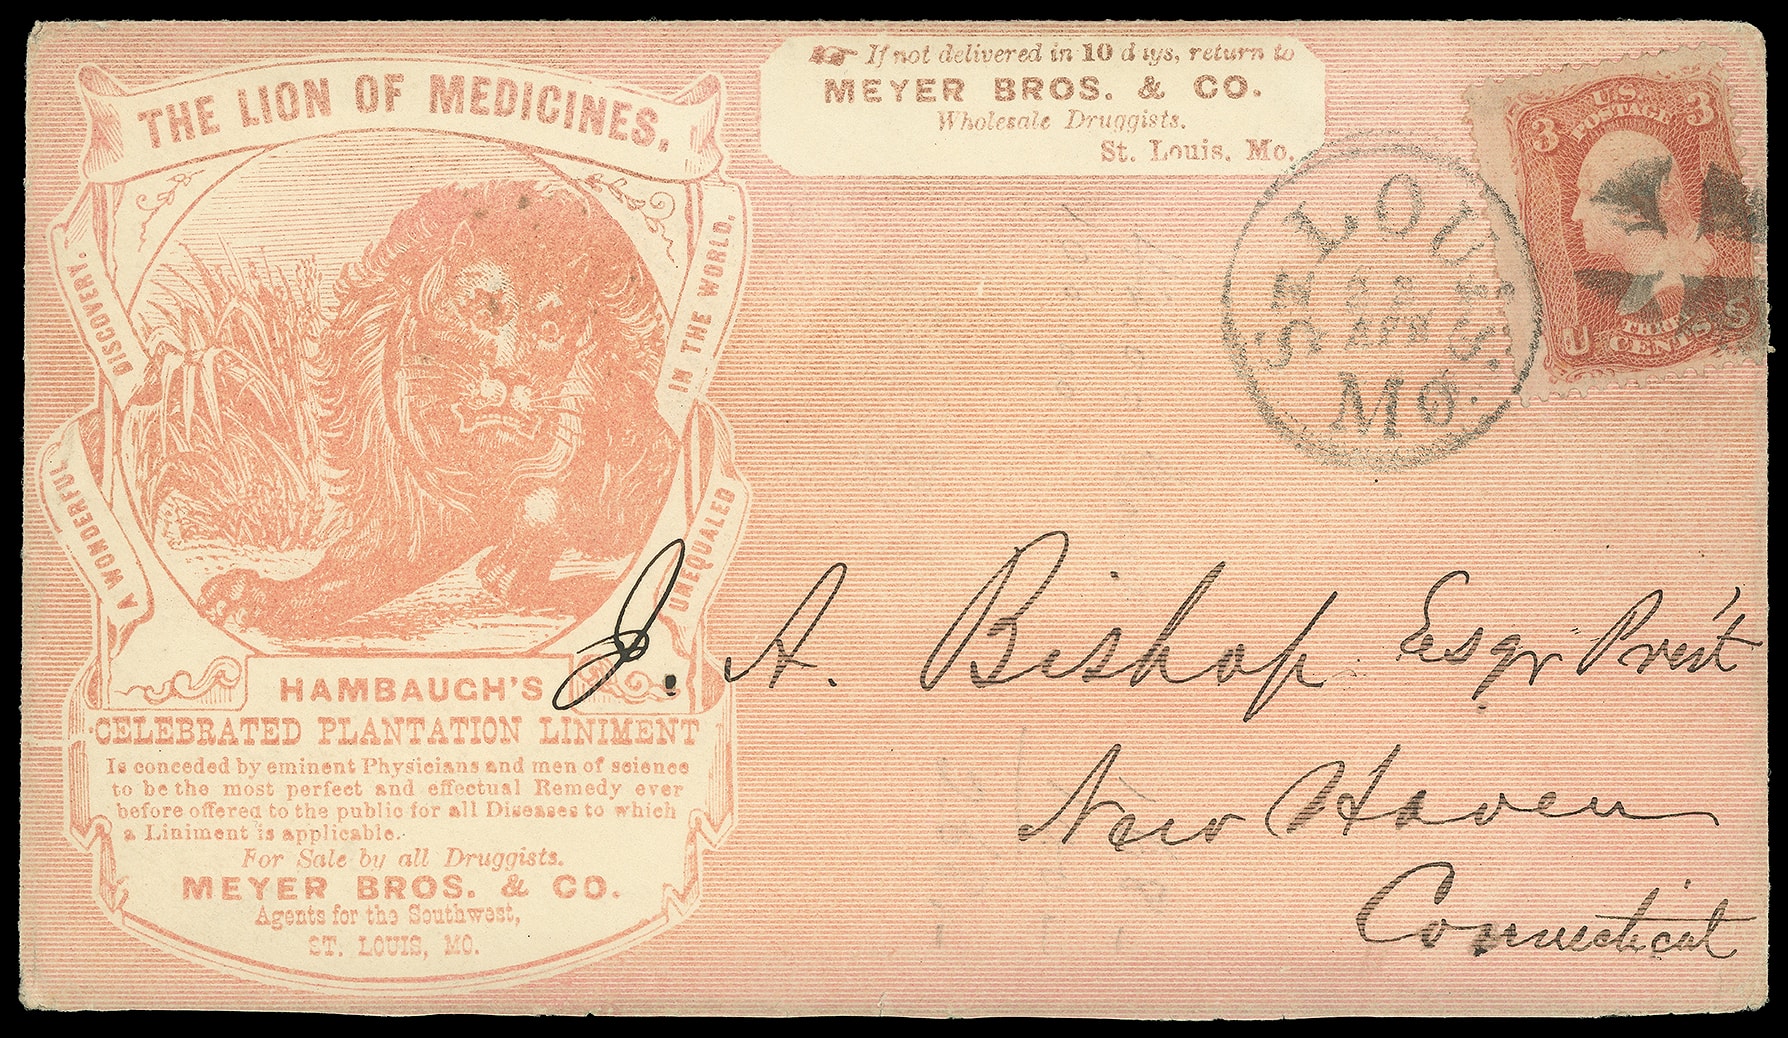 THE LION OF MEDICINES.
A WONDERFUL DISCOVERY.
UNEQUALED IN THE WORLD.
HAMBAUGH'S
CELEBRATED PLANTATION LINIMENT
Is conceded by eminent Physicians and men of science
to be the most perfect and effectual Remedy ever
before offered to the public for all Diseases to which
a Liniment is applicable.
For Sale by all Druggists.
MEYER BROS. & CO.
Agents for the Southwest,
ST. LOUIS, MO.
If not delivered in 10 days, return to
MEYER BROS. & CO.
Wholesale Druggists.
St. Louis, Mo.
SAINT LOUIS.
APR
MO.
U.S.
3 POSTAGE 3
U THREE S
CENTS
J. A. Bishop Esqr Pres't
New Haven
Connecticut